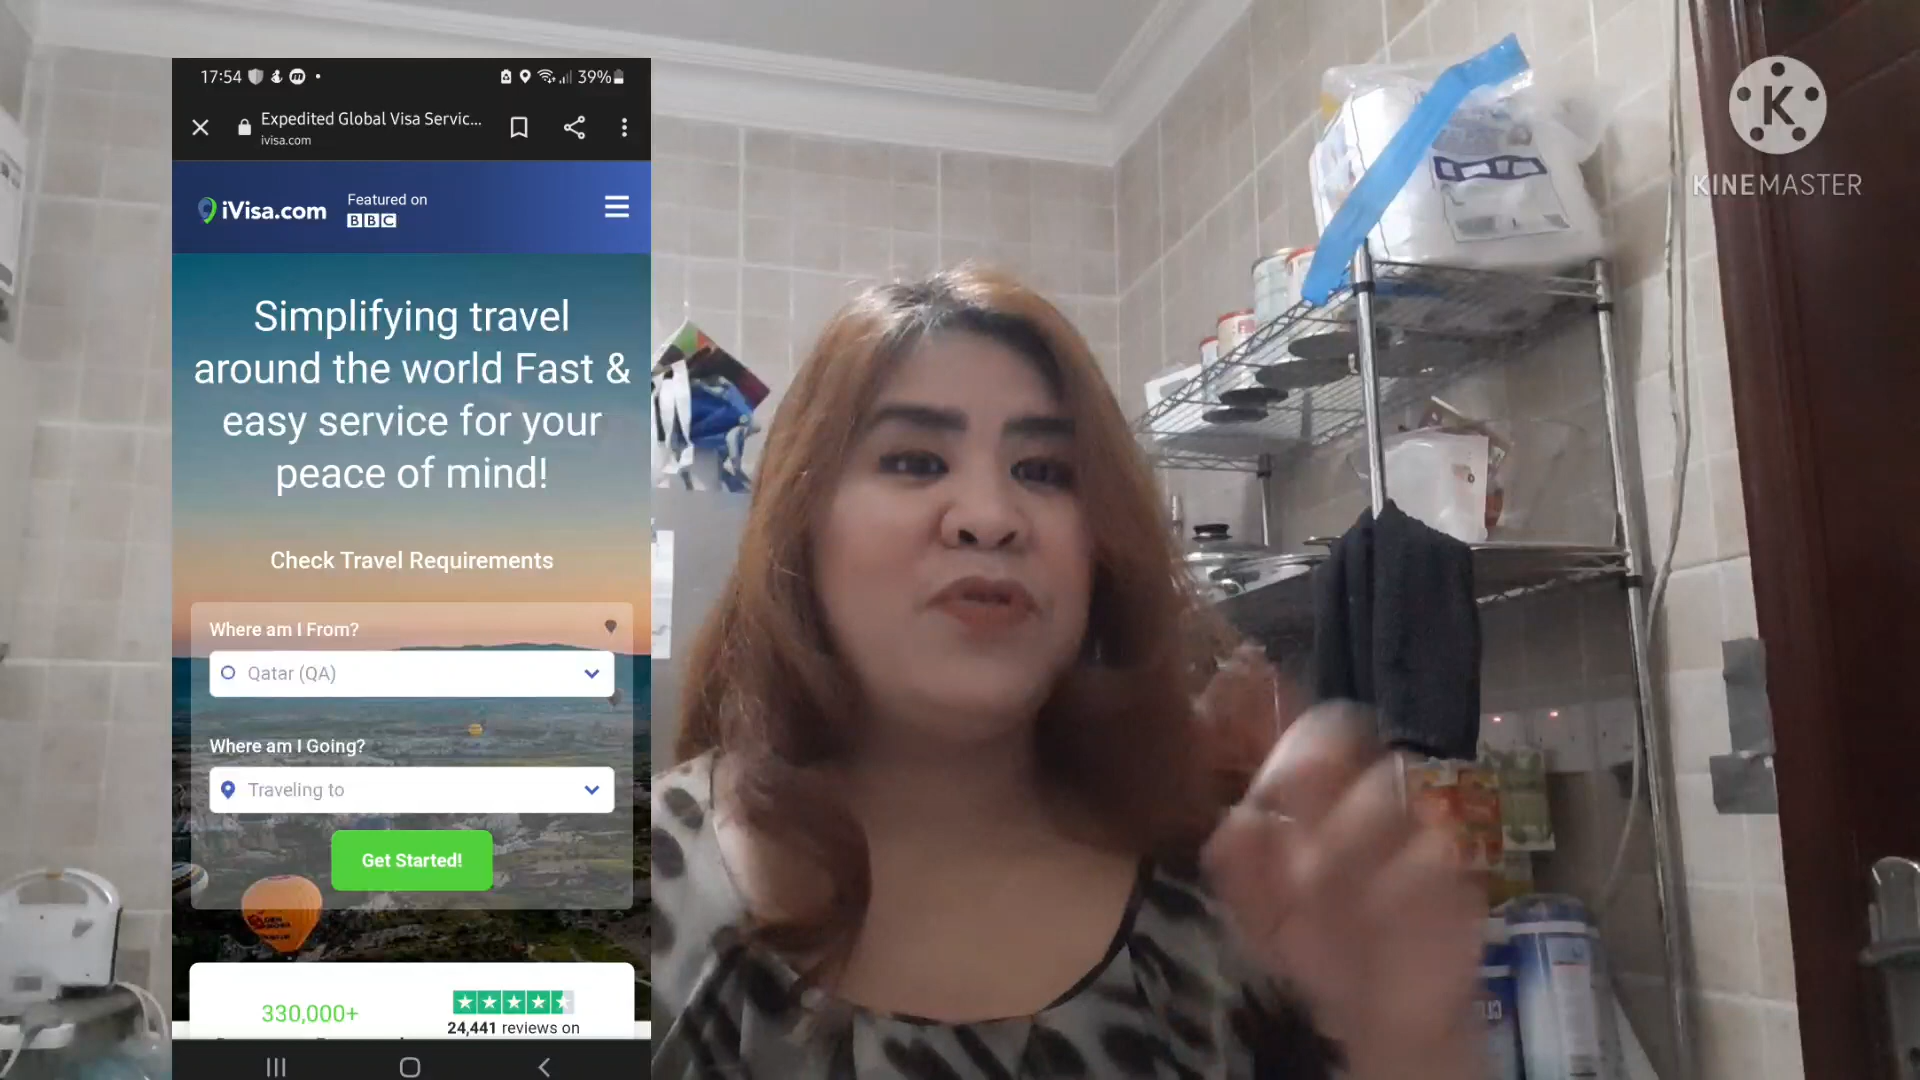 17:54
39%
Expedited Global Visa Servic...
ivisa.com
iVisa.com
Featured on
BBC
Simplifying travel
around the world Fast &
easy service for your
peace of mind!
Check Travel Requirements
Where am I From?
Qatar (QA)
Where am I Going?
Traveling to
Get Started!
330,000+
24,441 reviews on
K
KINEMASTER